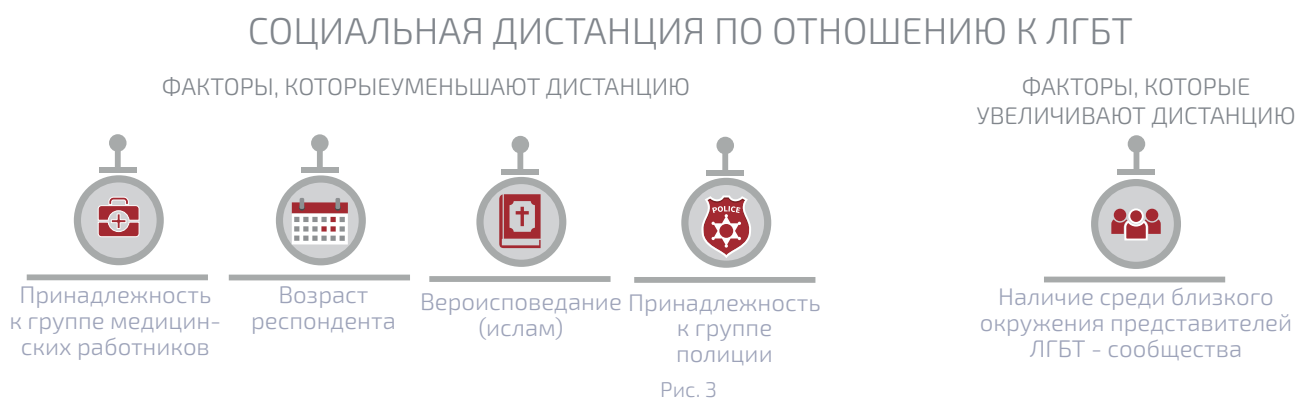 СОЦИАЛЬНАЯ ДИСТАНЦИЯ ПО ОТНОШЕНИЮ К ЛГБТ
ФАКТОРЫ, КОТОРЫЕУМЕНЬШАЮТ ДИСТАНЦИЮ
POLICE
Принадлежность
к группе медицин-
ских работников
Возраст
респондента
Вероисповедание
(ислам)
Принадлежность
к группе
полиции
ФАКТОРЫ, КОТОРЫЕ
УВЕЛИЧИВАЮТ ДИСТАНЦИЮ
Наличие среди близкого
окружения представителей
ЛГБТ - сообщества
Рис. 3